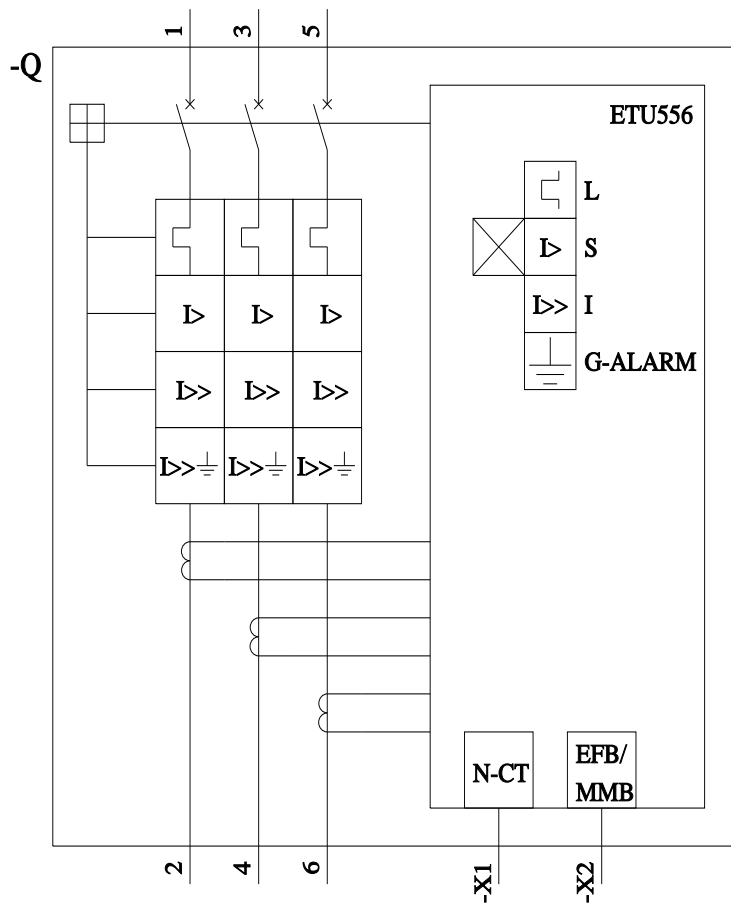 1 3 5
-Q
ETU556
L
I> I> I> I> S
I>> I>> I>> I>> I
G-ALARM
I>> I>> I>>
N-CT
EFB/
MMB
2 4 6 -X1 -X2